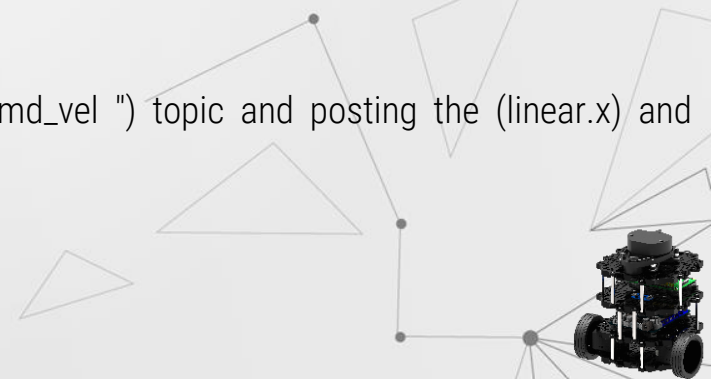 md_vel ") topic and posting the (linear.x) and